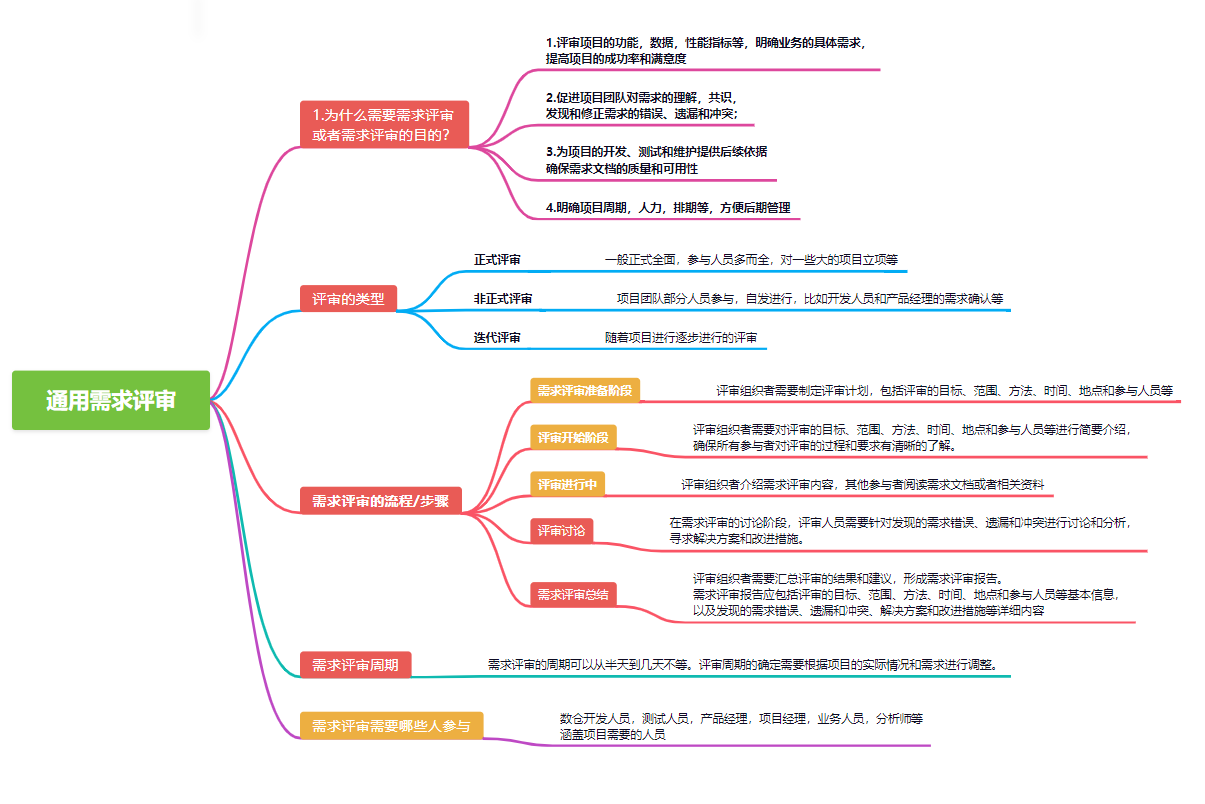 通用需求评审
1.为什么需要需求评审
或者需求评审的目的？
1.评审项目的功能，数据，性能指标等，明确业务的具体需求，
提高项目的成功率和满意度
2.促进项目团队对需求的理解，共识，
发现和修正需求的错误、遗漏和冲突；
3.为项目的开发、测试和维护提供后续依据
确保需求文档的质量和可用性
4.明确项目周期，人力，排期等，方便后期管理
评审的类型
正式评审
一般正式全面，参与人员多而全，对一些大的项目立项等
非正式评审
项目团队部分人员参与，自发进行，比如开发人员和产品经理的需求确认等
迭代评审
随着项目进行逐步进行的评审
需求评审的流程/步骤
需求评审准备阶段
评审组织者需要制定评审计划，包括评审的目标、范围、方法、时间、地点和参与人员等
评审开始阶段
评审组织者需要对评审的目标、范围、方法、时间、地点和参与人员等进行简要介绍，
确保所有参与者对评审的过程和要求有清晰的了解。
评审进行中
评审组织者介绍需求评审内容，其他参与者阅读需求文档或者相关资料
评审讨论
在需求评审的讨论阶段，评审人员需要针对发现的需求错误、遗漏和冲突进行讨论和分析，
寻求解决方案和改进措施。
需求评审总结
评审组织者需要汇总评审的结果和建议，形成需求评审报告。
需求评审报告应包括评审的目标、范围、方法、时间、地点和参与人员等基本信息，
以及发现的需求错误、遗漏和冲突、解决方案和改进措施等详细内容
需求评审周期
需求评审的周期可以从半天到几天不等。评审周期的确定需要根据项目的实际情况和需求进行调整。
需求评审需要哪些人参与
数仓开发人员，测试人员，产品经理，项目经理，业务人员，分析师等
涵盖项目需要的人员